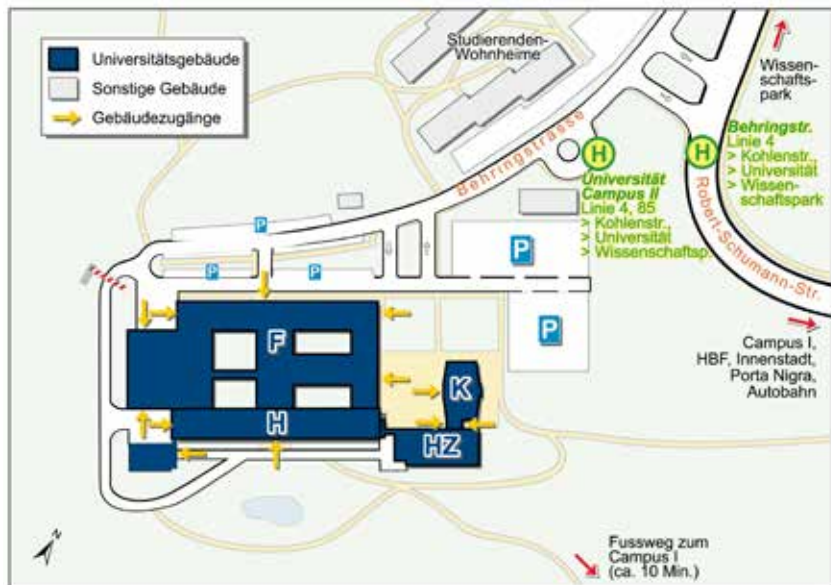 Universitätsgebäude
Sonstige Gebäude
Gebäudezugänge
Studierenden-
Wohnheime
Wissen-
schafts-
park
Behringstrasse
H
Universität
Campus II
Linie 4, 85
> Kohlenstr.,
> Universität
> Wissenschaftsp.
H
Behringstr.
Linie 4
> Kohlenstr.,
> Universität
> Wissen-
schaftspark
Robert-Schumann-Str.
P
P
P
P
P
Campus I,
HBF, Innenstadt,
Porta Nigra,
Autobahn
F
K
H
HZ
N
Fussweg zum
Campus I
(ca. 10 Min.)